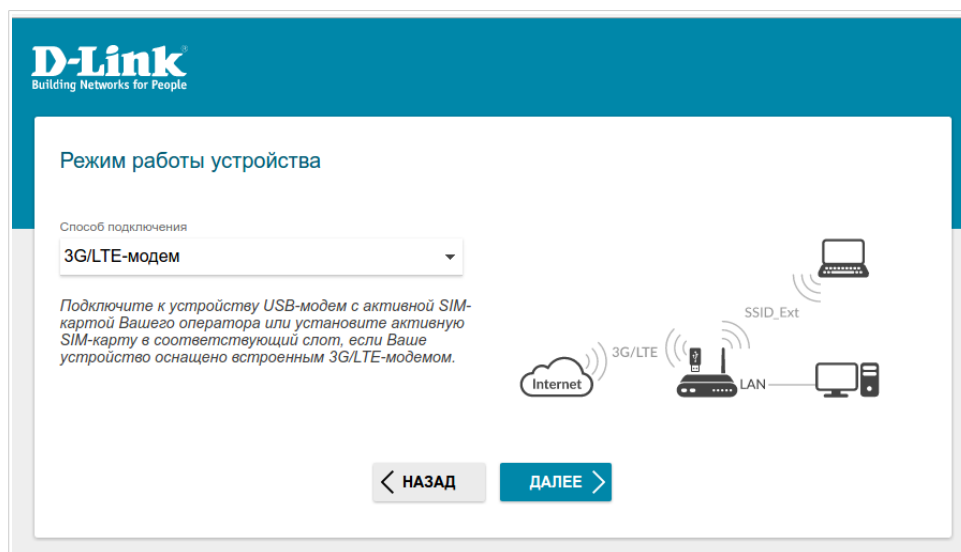 D-Link®
Building Networks for People
Режим работы устройства
Способ подключения
3G/LTE-модем
Подключите к устройству USB-модем с активной SIM-
картой Вашего оператора или установите активную
SIM-карту в соответствующий слот, если Ваше
устройство оснащено встроенным 3G/LTE-модемом.
SSID_Ext
3G/LTE
Internet
LAN
НАЗАД
ДАЛЕЕ